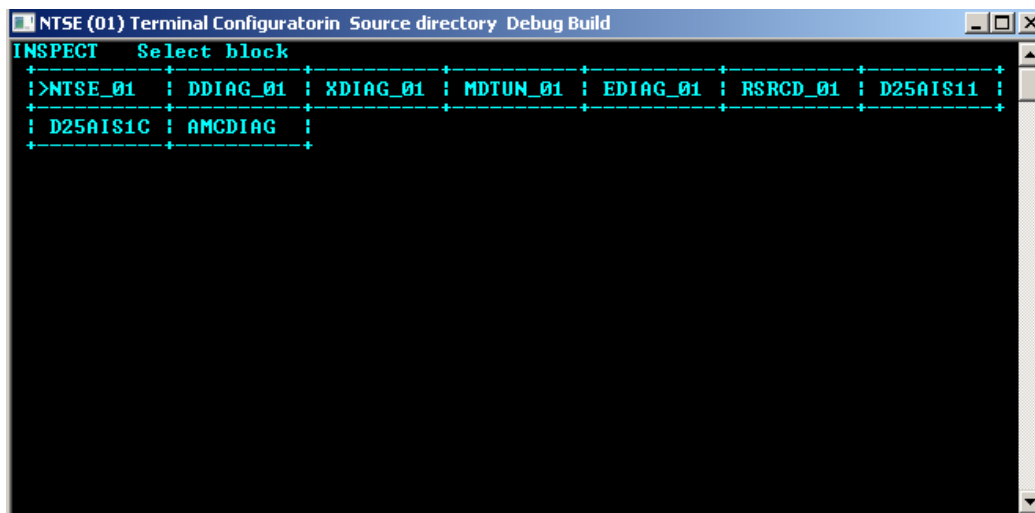 NTSE (01) Terminal Configuratorin Source directory Debug Build
INSPECT Select block
>NTSE_01 DDIAG_01 XDIAG_01 MDTUN_01 EDIAG_01 RSRCD_01 D25AIS11
D25AIS1C AMCDIAG